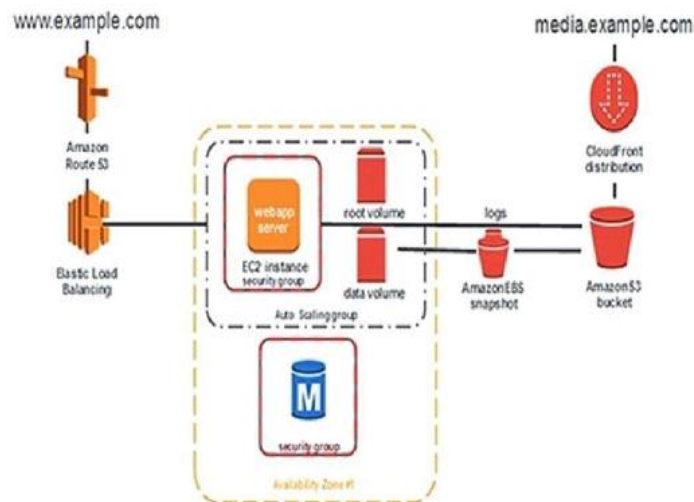 www.example.com
media.example.com
Amazon
Route 53
CloudFront
distribution
webapp
server
root volume
logs
EC2 instance
security group
data volume
Elastic Load
Balancing
Amazon EBS
snapshot
Amazon S3
bucket
Auto Scaling group
M
security group
Availability Zone #1